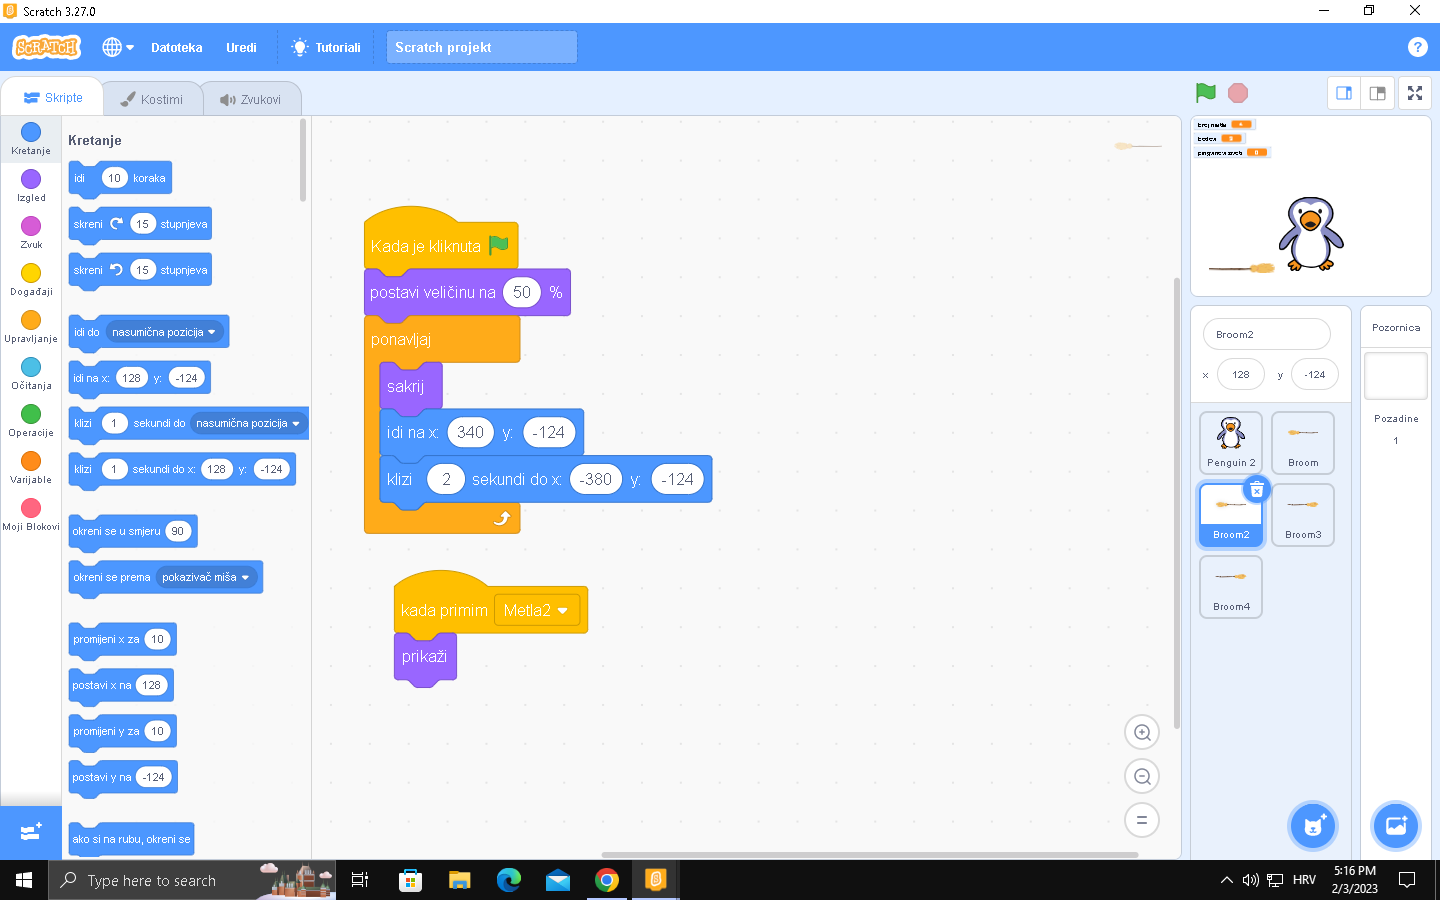 Scratch 3.27.0
SCRATCH
Datoteka
Uredi
Tutoriali
Scratch projekt
?
Skripte
Kostimi
Zvukovi
Kretanje
Izgled
Zvuk
Događaji
Upravljanje
Očitanja
Operacije
Varijable
Moji Blokovi
Kretanje
idi 10 koraka
skreni 15 stupnjeva
skreni 15 stupnjeva
idi do nasumična pozicija
idi na x: 128 y: -124
klizi 1 sekundi do nasumična pozicija
klizi 1 sekundi do x: 128 y: -124
okreni se u smjeru 90
okreni se prema pokazivač miša
promijeni x za 10
postavi x na 128
promijeni y za 10
postavi y na -124
ako si na rubu, okreni se
Kada je kliknuta
postavi veličinu na 50 %
ponavljaj
sakrij
idi na x: 340 y: -124
klizi 2 sekundi do x: -380 y: -124
kada primim Metla2
prikaži
Broom2
x 128 y -124
Penguin 2
Broom
Broom2
Broom3
Broom4
Pozornica
Pozadine
1
Type here to search
HRV
5:16 PM
2/3/2023